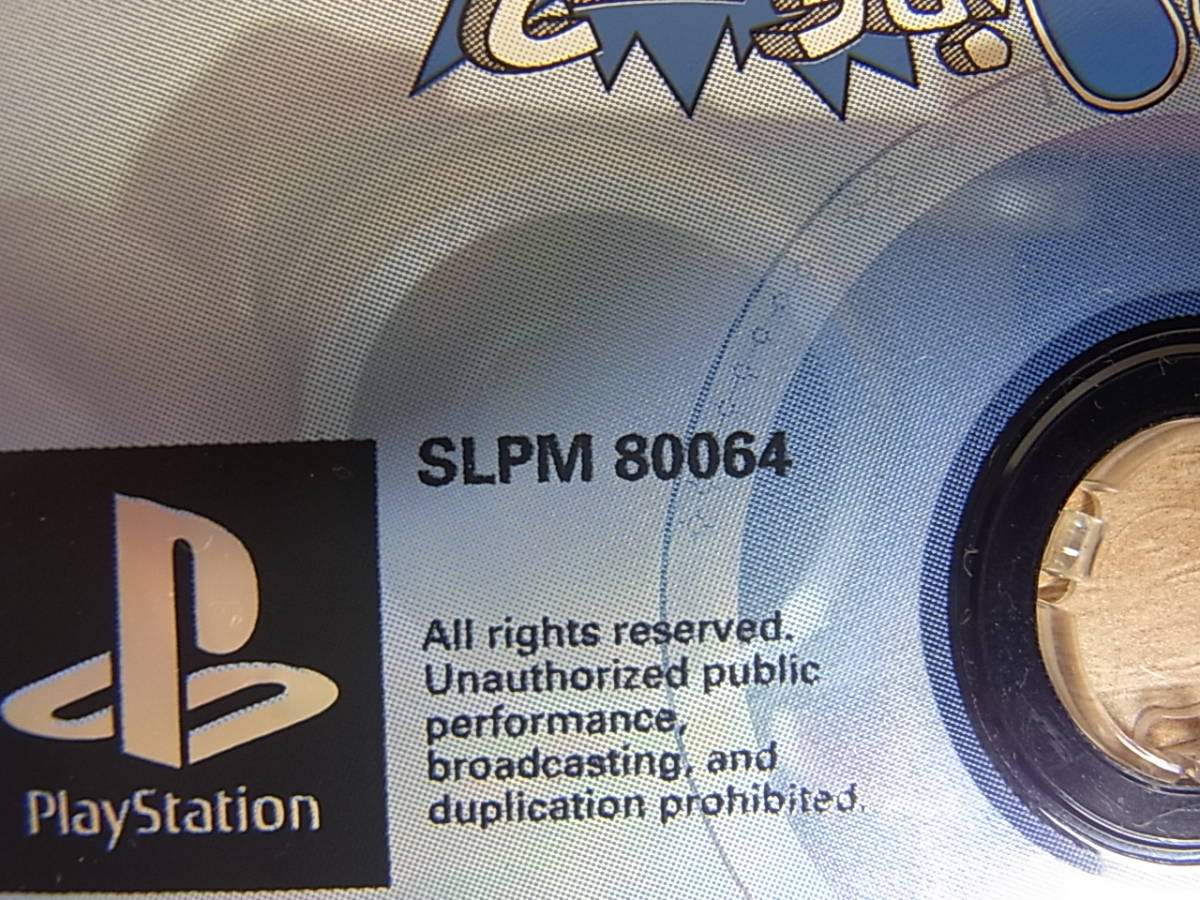 SLPM 80064
All rights reserved.
Unauthorized public
performance,
broadcasting, and
duplication prohibited.
PlayStation